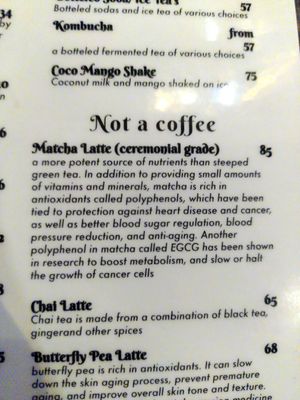 Botteled Soda/Ice Tea's
Botteled sodas and ice tea of various choices 57
Kombucha from
a botteled fermented tea of various choices 57
Coco Mango Shake 75
Coconut milk and mango shaked on ice
Not a coffee
Matcha Latte (ceremonial grade) 85
a more potent source of nutrients than steeped
green tea. In addition to providing small amounts
of vitamins and minerals, matcha is rich in
antioxidants called polyphenols, which have been
tied to protection against heart disease and cancer,
as well as better blood sugar regulation, blood
pressure reduction, and anti-aging. Another
polyphenol in matcha called EGCG has been shown
in research to boost metabolism, and slow or halt
the growth of cancer cells
Chai Latte 65
Chai tea is made from a combination of black tea,
gingerand other spices
Butterfly Pea Latte 68
butterfly pea is rich in antioxidants. It can slow
down the skin aging process, prevent premature
aging, and improve overall skin tone and texture.
medicine
34
by